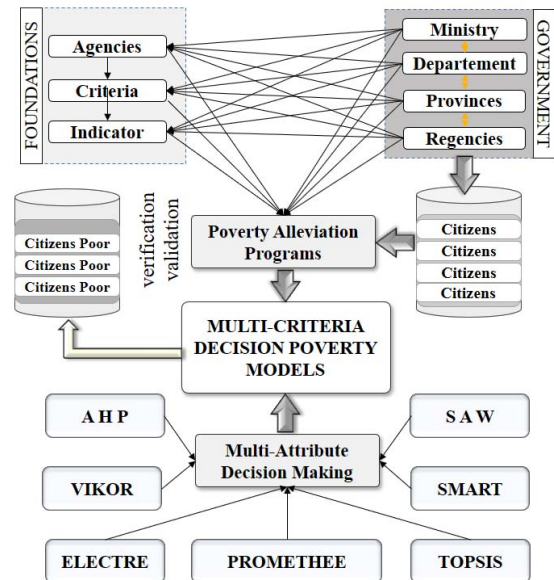 FOUNDATIONS
Agencies
Criteria
Indicator
Ministry
Departement
Provinces
Regencies
GOVERNMENT
Citizens Poor
Citizens Poor
Citizens Poor
verification
validation
Poverty Alleviation
Programs
Citizens
Citizens
Citizens
Citizens
MULTI-CRITERIA
DECISION POVERTY
MODELS
A H P
S A W
Multi-Attribute
Decision Making
VIKOR
SMART
ELECTRE
PROMETHEE
TOPSIS